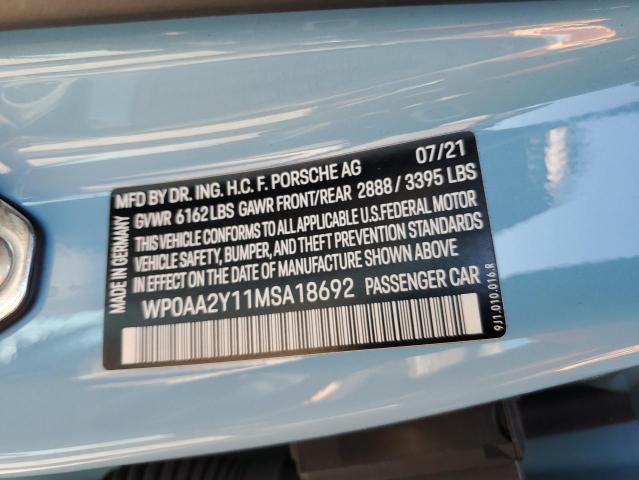 MFD BY DR. ING. H.C. F. PORSCHE AG 07/21
GVWR 6162 LBS GAWR FRONT/REAR 2888 / 3395 LBS
THIS VEHICLE CONFORMS TO ALL APPLICABLE U.S.FEDERAL MOTOR
VEHICLE SAFETY, BUMPER, AND THEFT PREVENTION STANDARDS
IN EFFECT ON THE DATE OF MANUFACTURE SHOWN ABOVE
WP0AA2Y11MSA18692 PASSENGER CAR
MADE IN GERMANY
9J1.010.016.R